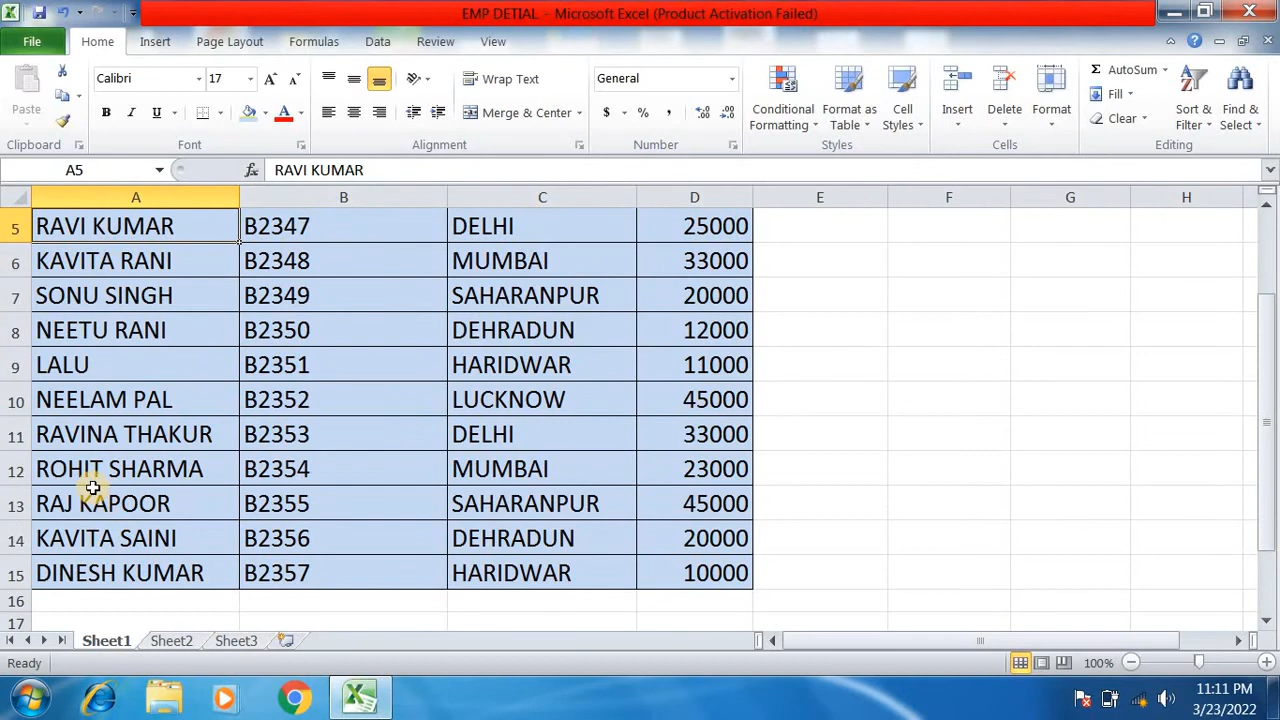 EMP DETIAL - Microsoft Excel (Product Activation Failed)
File Home Insert Page Layout Formulas Data Review View
Calibri 17 Wrap Text General AutoSum
Paste Fill
B I U Merge & Center $ % , Conditional Formatting Format as Table Cell Styles Insert Delete Format Clear Sort & Filter Find & Select
Clipboard Font Alignment Number Styles Cells Editing
A5 fx RAVI KUMAR
A B C D E F G H
5 RAVI KUMAR B2347 DELHI 25000
6 KAVITA RANI B2348 MUMBAI 33000
7 SONU SINGH B2349 SAHARANPUR 20000
8 NEETU RANI B2350 DEHRADUN 12000
9 LALU B2351 HARIDWAR 11000
10 NEELAM PAL B2352 LUCKNOW 45000
11 RAVINA THAKUR B2353 DELHI 33000
12 ROHIT SHARMA B2354 MUMBAI 23000
13 RAJ KAPOOR B2355 SAHARANPUR 45000
14 KAVITA SAINI B2356 DEHRADUN 20000
15 DINESH KUMAR B2357 HARIDWAR 10000
16
17
Sheet1 Sheet2 Sheet3
Ready 100%
11:11 PM
3/23/2022